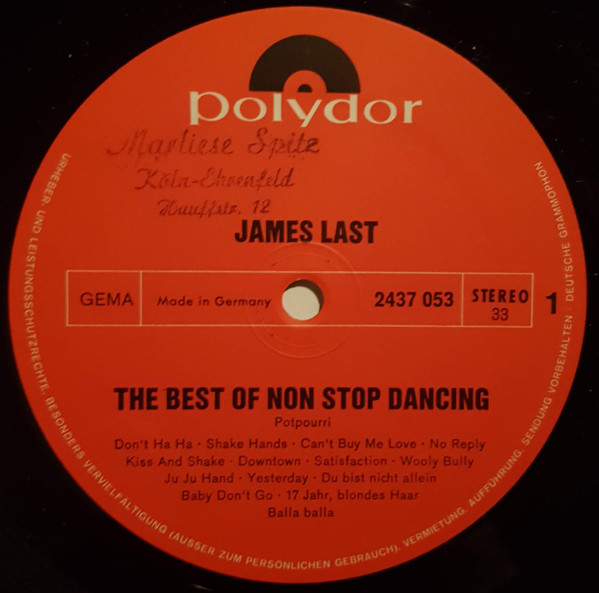 polydor
Marliese Spitz
Köln-Ehrenfeld
Hauffstr. 12
JAMES LAST
GEMA
Made in Germany
2437 053
STEREO
33
1
THE BEST OF NON STOP DANCING
Potpourri
Don't Ha Ha · Shake Hands · Can't Buy Me Love · No Reply
Kiss And Shake · Downtown · Satisfaction · Wooly Bully
Ju Ju Hand · Yesterday · Du bist nicht allein
Baby Don't Go · 17 Jahr, blondes Haar
Balla balla
URHEBER- UND LEISTUNGSSCHUTZRECHTE, BESONDERS VERVIELFÄLTIGUNG (AUSSER ZUM PERSÖNLICHEN GEBRAUCH). VERMIETUNG. AUFFÜHRUNG. SENDUNG VORBEHALTEN · DEUTSCHE GRAMMOPHON